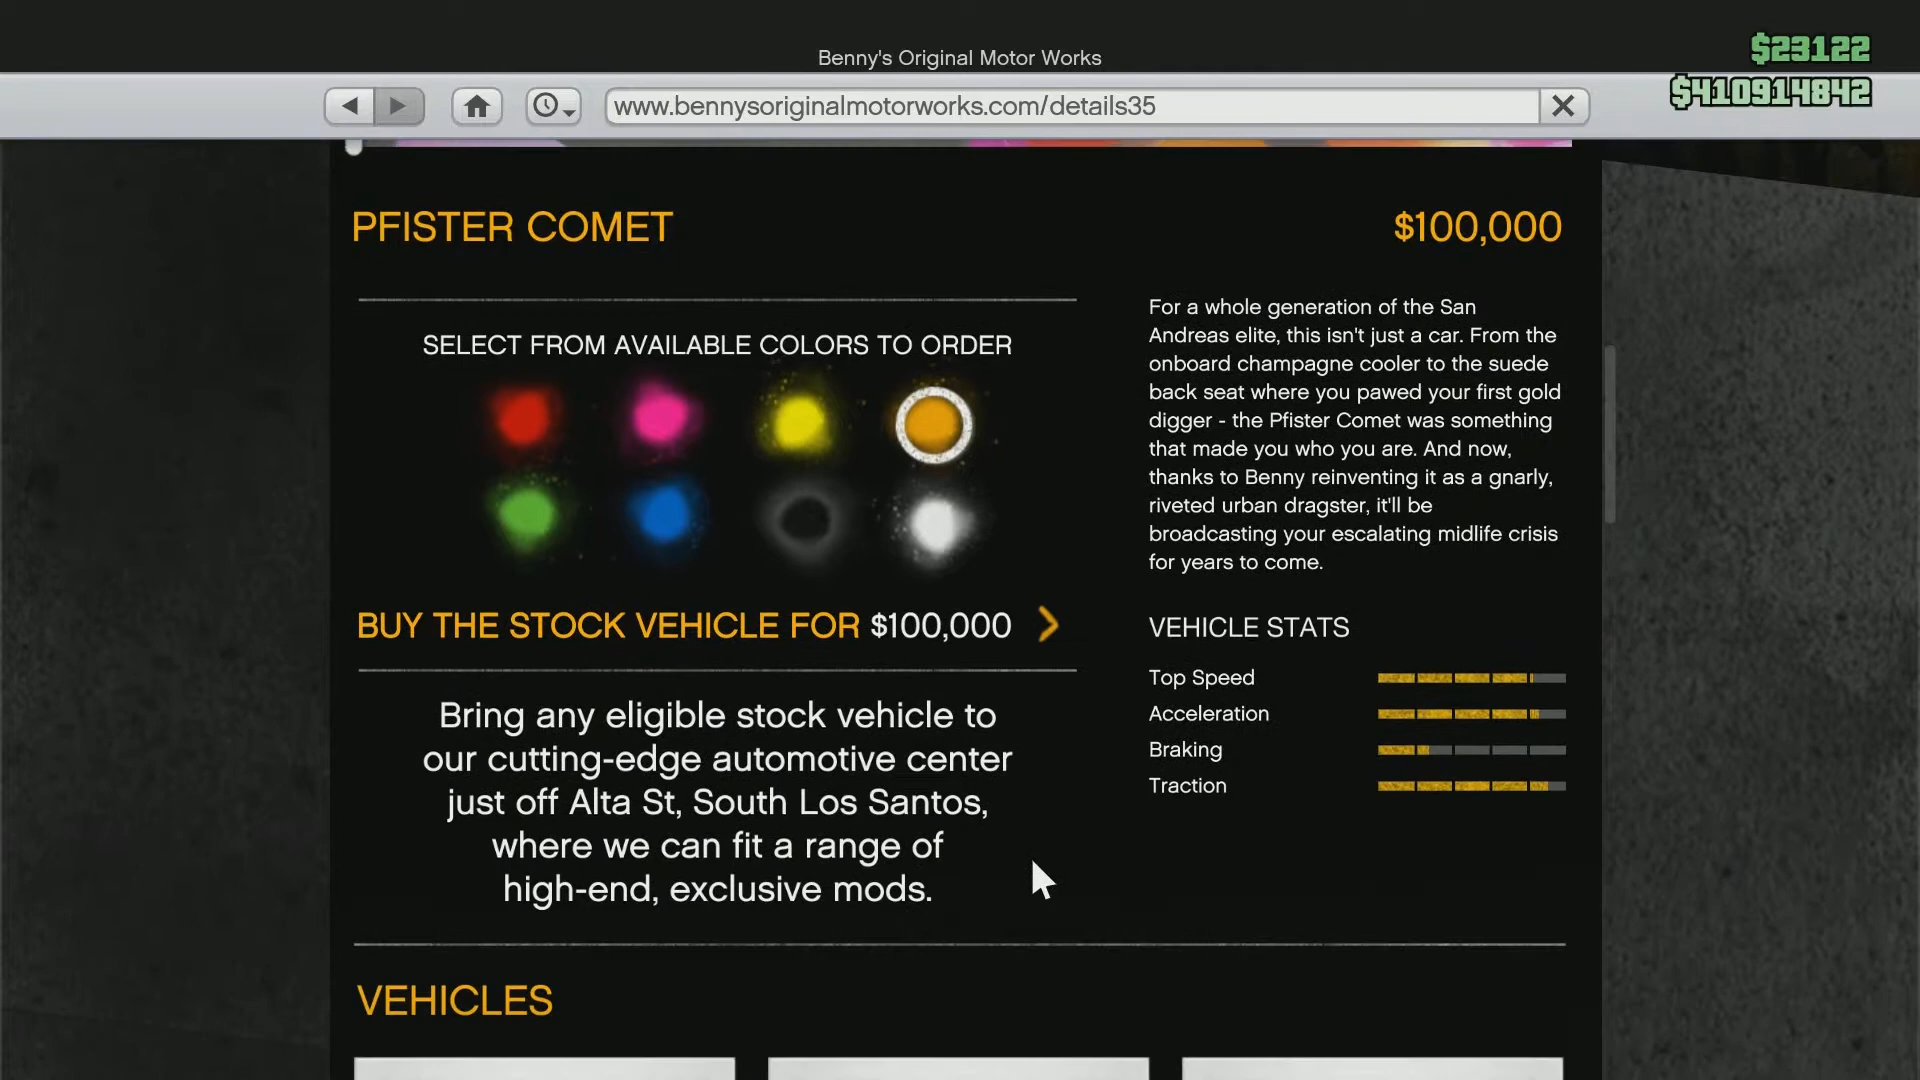 Benny's Original Motor Works
$23122
$410914842
www.bennysoriginalmotorworks.com/details35
PFISTER COMET
$100,000
SELECT FROM AVAILABLE COLORS TO ORDER
BUY THE STOCK VEHICLE FOR $100,000
Bring any eligible stock vehicle to
our cutting-edge automotive center
just off Alta St, South Los Santos,
where we can fit a range of
high-end, exclusive mods.
For a whole generation of the San
Andreas elite, this isn't just a car. From the
onboard champagne cooler to the suede
back seat where you pawed your first gold
digger - the Pfister Comet was something
that made you who you are. And now,
thanks to Benny reinventing it as a gnarly,
riveted urban dragster, it'll be
broadcasting your escalating midlife crisis
for years to come.
VEHICLE STATS
Top Speed
Acceleration
Braking
Traction
VEHICLES